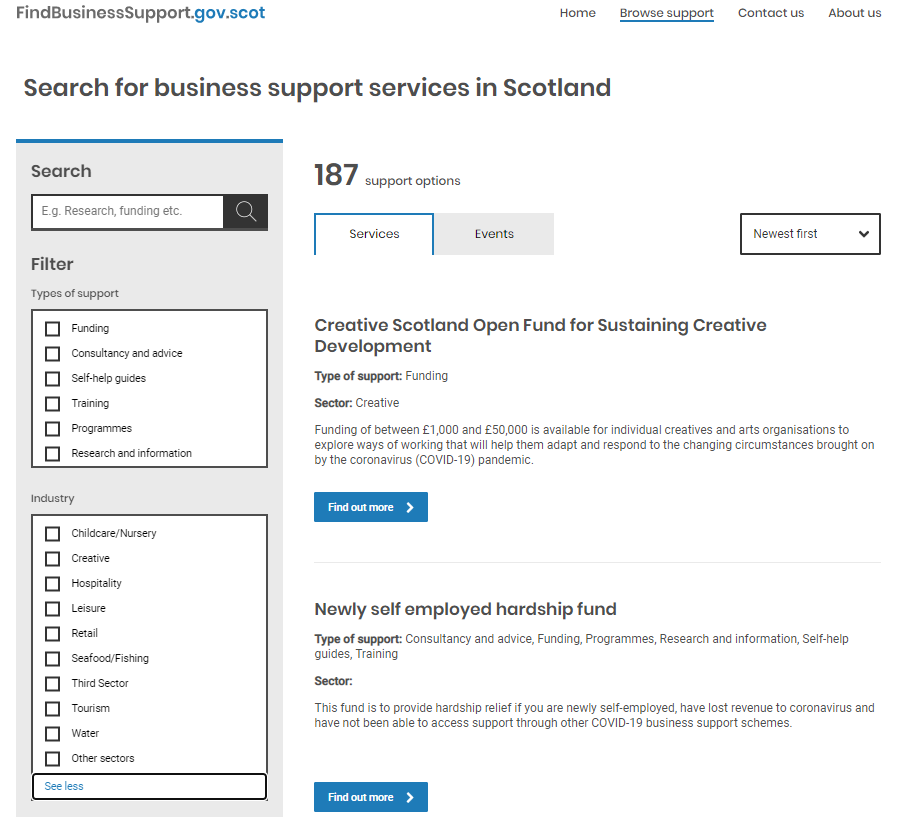 FindBusinessSupport.gov.scot
Home
Browse support
Contact us
About us
Search for business support services in Scotland
Search
E.g. Research, funding etc.
Filter
Types of support
Funding
Consultancy and advice
Self-help guides
Training
Programmes
Research and information
Industry
Childcare/Nursery
Creative
Hospitality
Leisure
Retail
Seafood/Fishing
Third Sector
Tourism
Water
Other sectors
See less
187 support options
Services
Events
Newest first
Creative Scotland Open Fund for Sustaining Creative
Development
Type of support: Funding
Sector: Creative
Funding of between £1,000 and £50,000 is available for individual creatives and arts organisations to
explore ways of working that will help them adapt and respond to the changing circumstances brought on
by the coronavirus (COVID-19) pandemic.
Find out more
Newly self employed hardship fund
Type of support: Consultancy and advice, Funding, Programmes, Research and information, Self-help
guides, Training
Sector:
This fund is to provide hardship relief if you are newly self-employed, have lost revenue to coronavirus and
have not been able to access support through other COVID-19 business support schemes.
Find out more